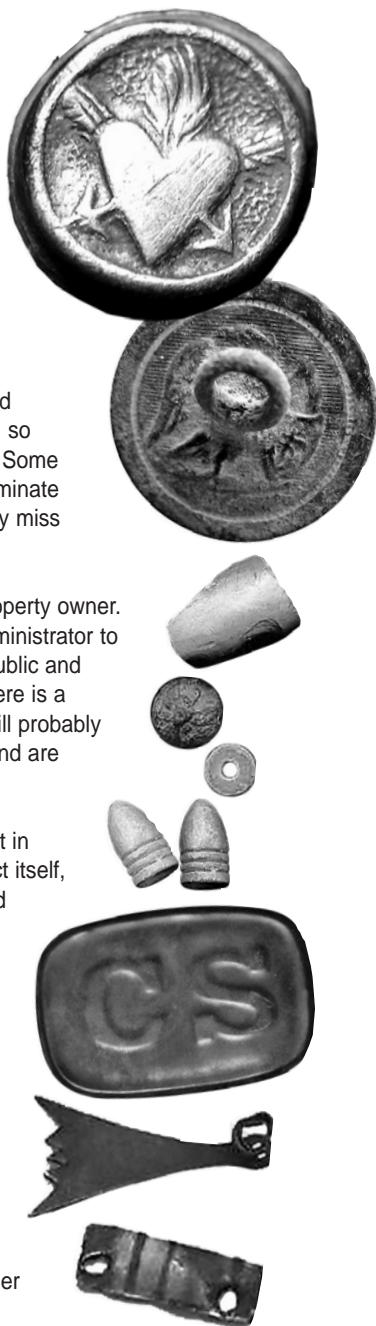 d
so
Some
minate
y miss
operty owner.
ministrator to
ublic and
ere is a
ill probably
nd are
t in
ct itself,
d
CS
er